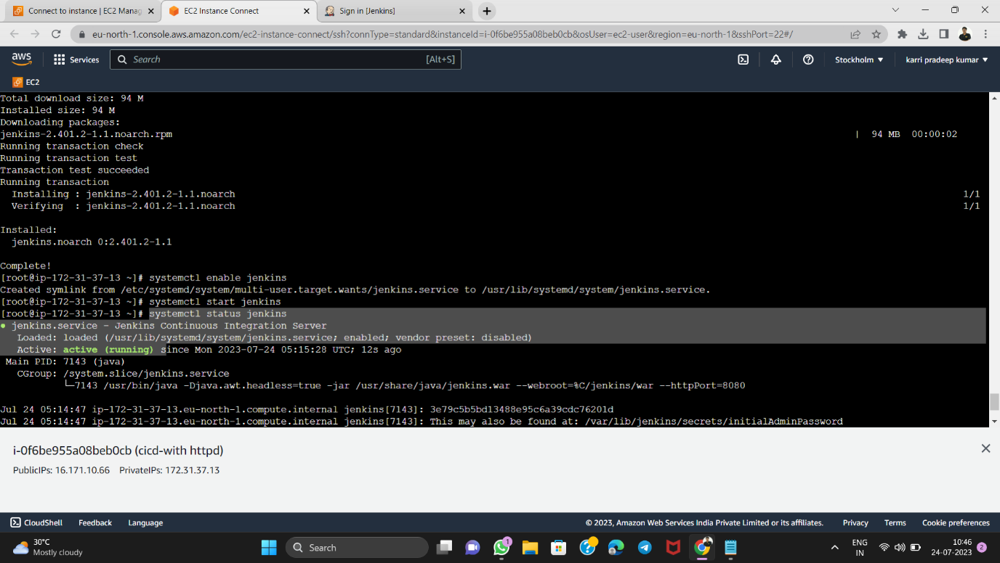 Connect to instance | EC2 Manag
EC2 Instance Connect
Sign in [Jenkins]
eu-north-1.console.aws.amazon.com/ec2-instance-connect/ssh?connType=standard&instanceId=i-0f6be955a08beb0cb&osUser=ec2-user&region=eu-north-1&sshPort=22#/
aws Services Search [Alt+S] Stockholm karri pradeep kumar
EC2
Total download size: 94 M
Installed size: 94 M
Downloading packages:
jenkins-2.401.2-1.1.noarch.rpm | 94 MB 00:00:02
Running transaction check
Running transaction test
Transaction test succeeded
Running transaction
Installing : jenkins-2.401.2-1.1.noarch 1/1
Verifying : jenkins-2.401.2-1.1.noarch 1/1
Installed:
jenkins.noarch 0:2.401.2-1.1
Complete!
[root@ip-172-31-37-13 ~]# systemctl enable jenkins
Created symlink from /etc/systemd/system/multi-user.target.wants/jenkins.service to /usr/lib/systemd/system/jenkins.service.
[root@ip-172-31-37-13 ~]# systemctl start jenkins
[root@ip-172-31-37-13 ~]# systemctl status jenkins
● jenkins.service - Jenkins Continuous Integration Server
Loaded: loaded (/usr/lib/systemd/system/jenkins.service; enabled; vendor preset: disabled)
Active: active (running) since Mon 2023-07-24 05:15:28 UTC; 12s ago
Main PID: 7143 (java)
CGroup: /system.slice/jenkins.service
└─7143 /usr/bin/java -Djava.awt.headless=true -jar /usr/share/java/jenkins.war --webroot=%C/jenkins/war --httpPort=8080
Jul 24 05:14:47 ip-172-31-37-13.eu-north-1.compute.internal jenkins[7143]: 3e79c5b5bd13488e95c6a39cdc76201d
Jul 24 05:14:47 ip-172-31-37-13.eu-north-1.compute.internal jenkins[7143]: This may also be found at: /var/lib/jenkins/secrets/initialAdminPassword
i-0f6be955a08beb0cb (cicd-with httpd)
PublicIPs: 16.171.10.66 PrivateIPs: 172.31.37.13
CloudShell Feedback Language © 2023, Amazon Web Services India Private Limited or its affiliates. Privacy Terms Cookie preferences
30°C
Mostly cloudy
Search
1
ENG
IN
10:46
24-07-2023
2